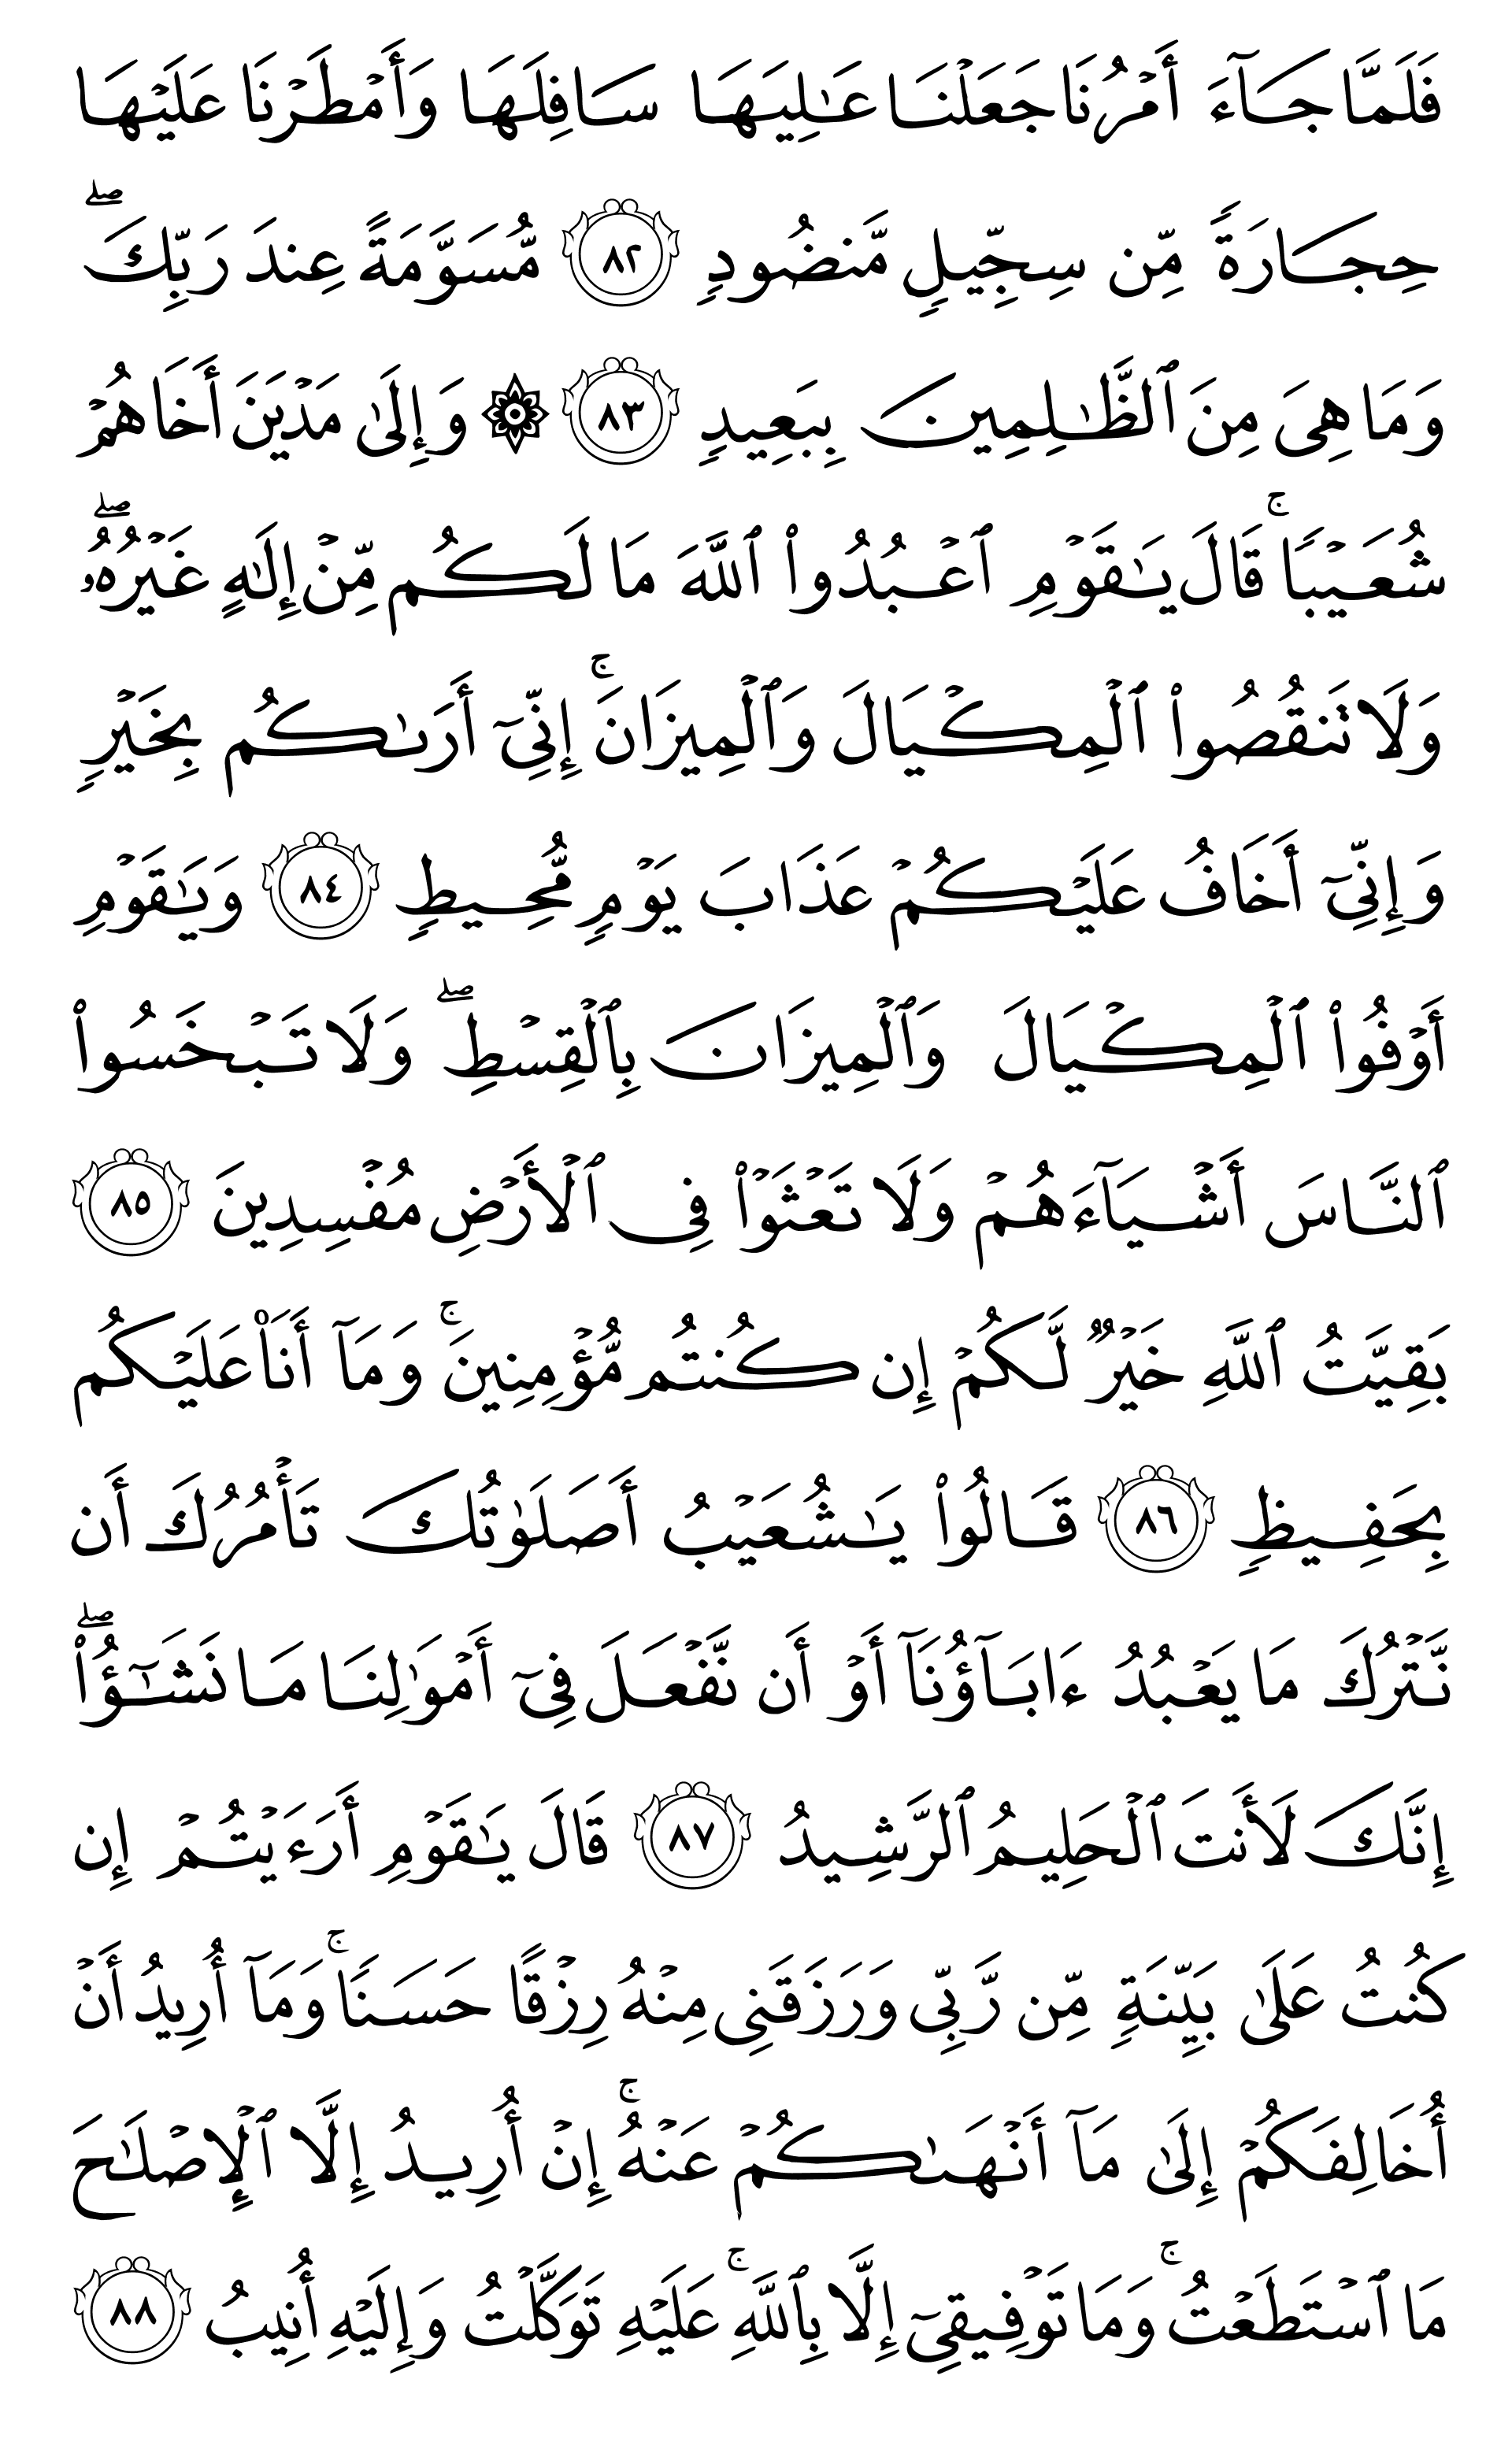 فَلَمَّا جَآءَ أَمْرُنَا جَعَلْنَا عَـٰلِيَهَا سَافِلَهَا وَأَمْطَرْنَا عَلَيْهَا
حِجَارَةً مِّن سِجِّيلٍ مَّنضُودٍ ٨٢ مُّسَوَّمَةً عِندَ رَبِّكَ ۖ
وَمَا هِىَ مِنَ ٱلظَّـٰلِمِينَ بِبَعِيدٍ ٨٣ ۞ وَإِلَىٰ مَدْيَنَ أَخَاهُمْ
شُعَيْبًا ۚ قَالَ يَـٰقَوْمِ ٱعْبُدُوا۟ ٱللَّهَ مَا لَكُم مِّنْ إِلَـٰهٍ غَيْرُهُۥ ۖ
وَلَا تَنقُصُوا۟ ٱلْمِكْيَالَ وَٱلْمِيزَانَ ۚ إِنِّىٓ أَرَىٰكُم بِخَيْرٍ
وَإِنِّىٓ أَخَافُ عَلَيْكُمْ عَذَابَ يَوْمٍ مُّحِيطٍ ٨٤ وَيَـٰقَوْمِ
أَوْفُوا۟ ٱلْمِكْيَالَ وَٱلْمِيزَانَ بِٱلْقِسْطِ ۖ وَلَا تَبْخَسُوا۟
ٱلنَّاسَ أَشْيَآءَهُمْ وَلَا تَعْثَوْا۟ فِى ٱلْأَرْضِ مُفْسِدِينَ ٨٥
بَقِيَّتُ ٱللَّهِ خَيْرٌ لَّكُمْ إِن كُنتُم مُّؤْمِنِينَ ۚ وَمَآ أَنَا۠ عَلَيْكُم
بِحَفِيظٍ ٨٦ قَالُوا۟ يَـٰشُعَيْبُ أَصَلَوٰتُكَ تَأْمُرُكَ أَن
نَّتْرُكَ مَا يَعْبُدُ ءَابَآؤُنَآ أَوْ أَن نَّفْعَلَ فِىٓ أَمْوَٰلِنَا مَا نَشَـٰٓؤُا۟ ۖ
إِنَّكَ لَأَنتَ ٱلْحَلِيمُ ٱلرَّشِيدُ ٨٧ قَالَ يَـٰقَوْمِ أَرَءَيْتُمْ إِن
كُنتُ عَلَىٰ بَيِّنَةٍ مِّن رَّبِّى وَرَزَقَنِى مِنْهُ رِزْقًا حَسَنًا ۚ وَمَآ أُرِيدُ أَنْ
أُخَالِفَكُمْ إِلَىٰ مَآ أَنْهَىٰكُمْ عَنْهُ ۚ إِنْ أُرِيدُ إِلَّا ٱلْإِصْلَـٰحَ
مَا ٱسْتَطَعْتُ ۚ وَمَا تَوْفِيقِىٓ إِلَّا بِٱللَّهِ ۚ عَلَيْهِ تَوَكَّلْتُ وَإِلَيْهِ أُنِيبُ ٨٨